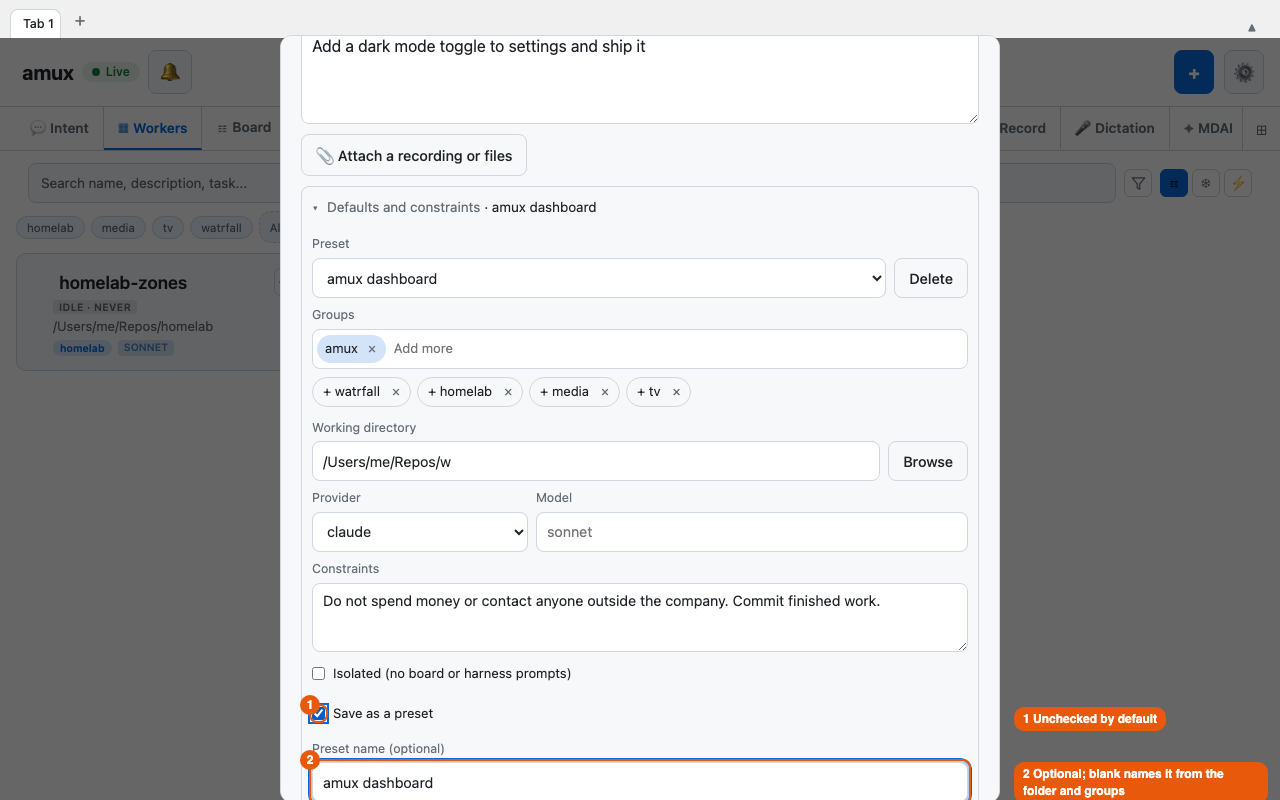 Tab 1
+
▲
amux
Live
+
Intent
Workers
Board
Record
Dictation
MDAI
Search name, description, task...
homelab
media
tv
watrfall
homelab-zones
IDLE · NEVER
/Users/me/Repos/homelab
homelab
SONNET
Add a dark mode toggle to settings and ship it
Attach a recording or files
Defaults and constraints · amux dashboard
Preset
amux dashboard
Delete
Groups
amux ×
Add more
+ watrfall ×
+ homelab ×
+ media ×
+ tv ×
Working directory
/Users/me/Repos/w
Browse
Provider
Model
claude
sonnet
Constraints
Do not spend money or contact anyone outside the company. Commit finished work.
Isolated (no board or harness prompts)
1
Save as a preset
1 Unchecked by default
Preset name (optional)
2
amux dashboard
2 Optional; blank names it from the
folder and groups